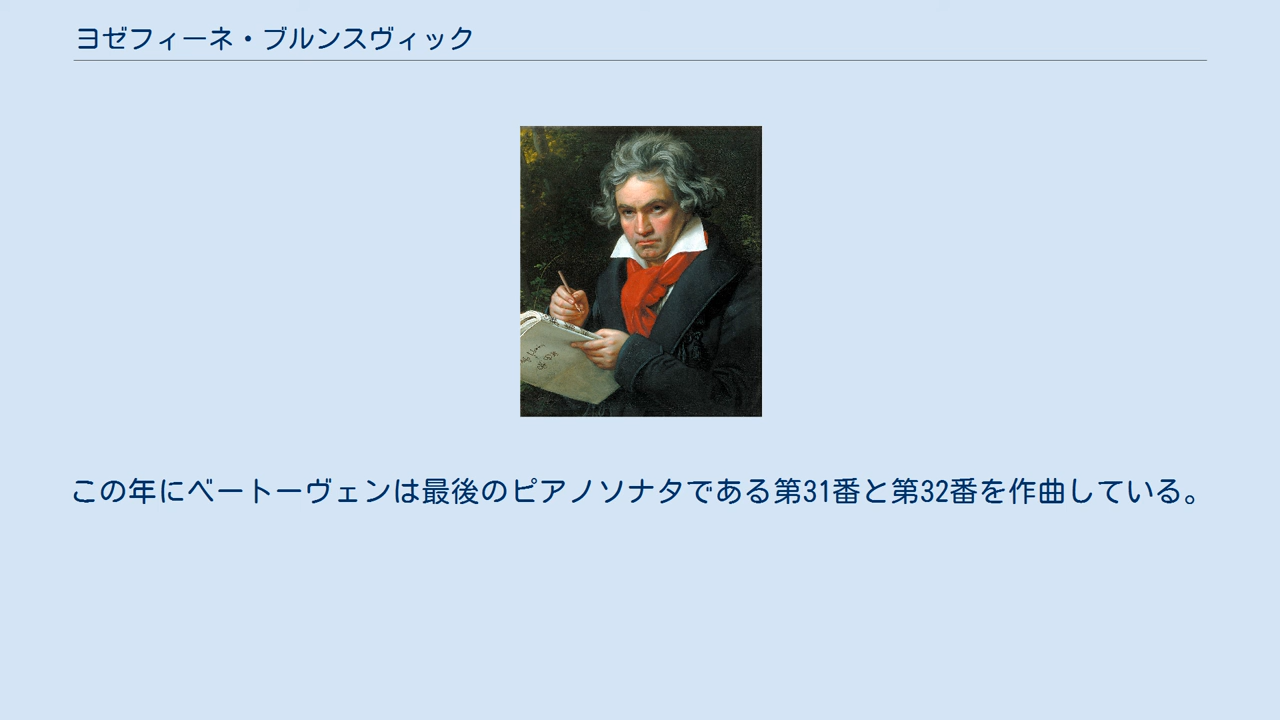 ヨゼフィーネ・ブルンスヴィック
この年にベートーヴェンは最後のピアノソナタである第31番と第32番を作曲している。